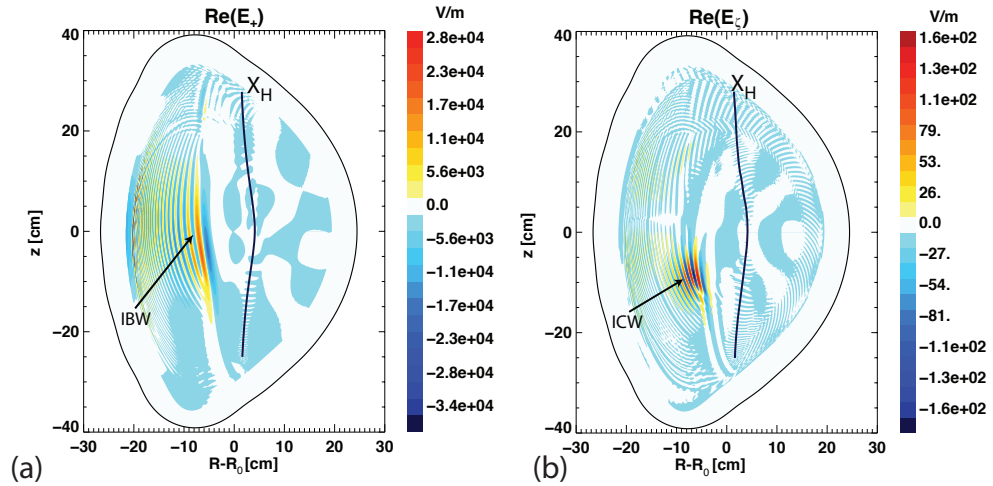 Re(E₊)
V/m
40
20
0
−20
−40
z [cm]
−30
−20
−10
0
10
20
30
R-R₀[cm]
X_H
IBW
2.8e+04
2.3e+04
1.7e+04
1.1e+04
5.6e+03
0.0
−5.6e+03
−1.1e+04
−1.7e+04
−2.3e+04
−2.8e+04
−3.4e+04
(a)
Re(E_ζ)
V/m
40
20
0
−20
−40
z [cm]
−30
−20
−10
0
10
20
30
R-R₀[cm]
X_H
ICW
1.6e+02
1.3e+02
1.1e+02
79.
53.
26.
0.0
−27.
−54.
−81.
−1.1e+02
−1.3e+02
−1.6e+02
(b)